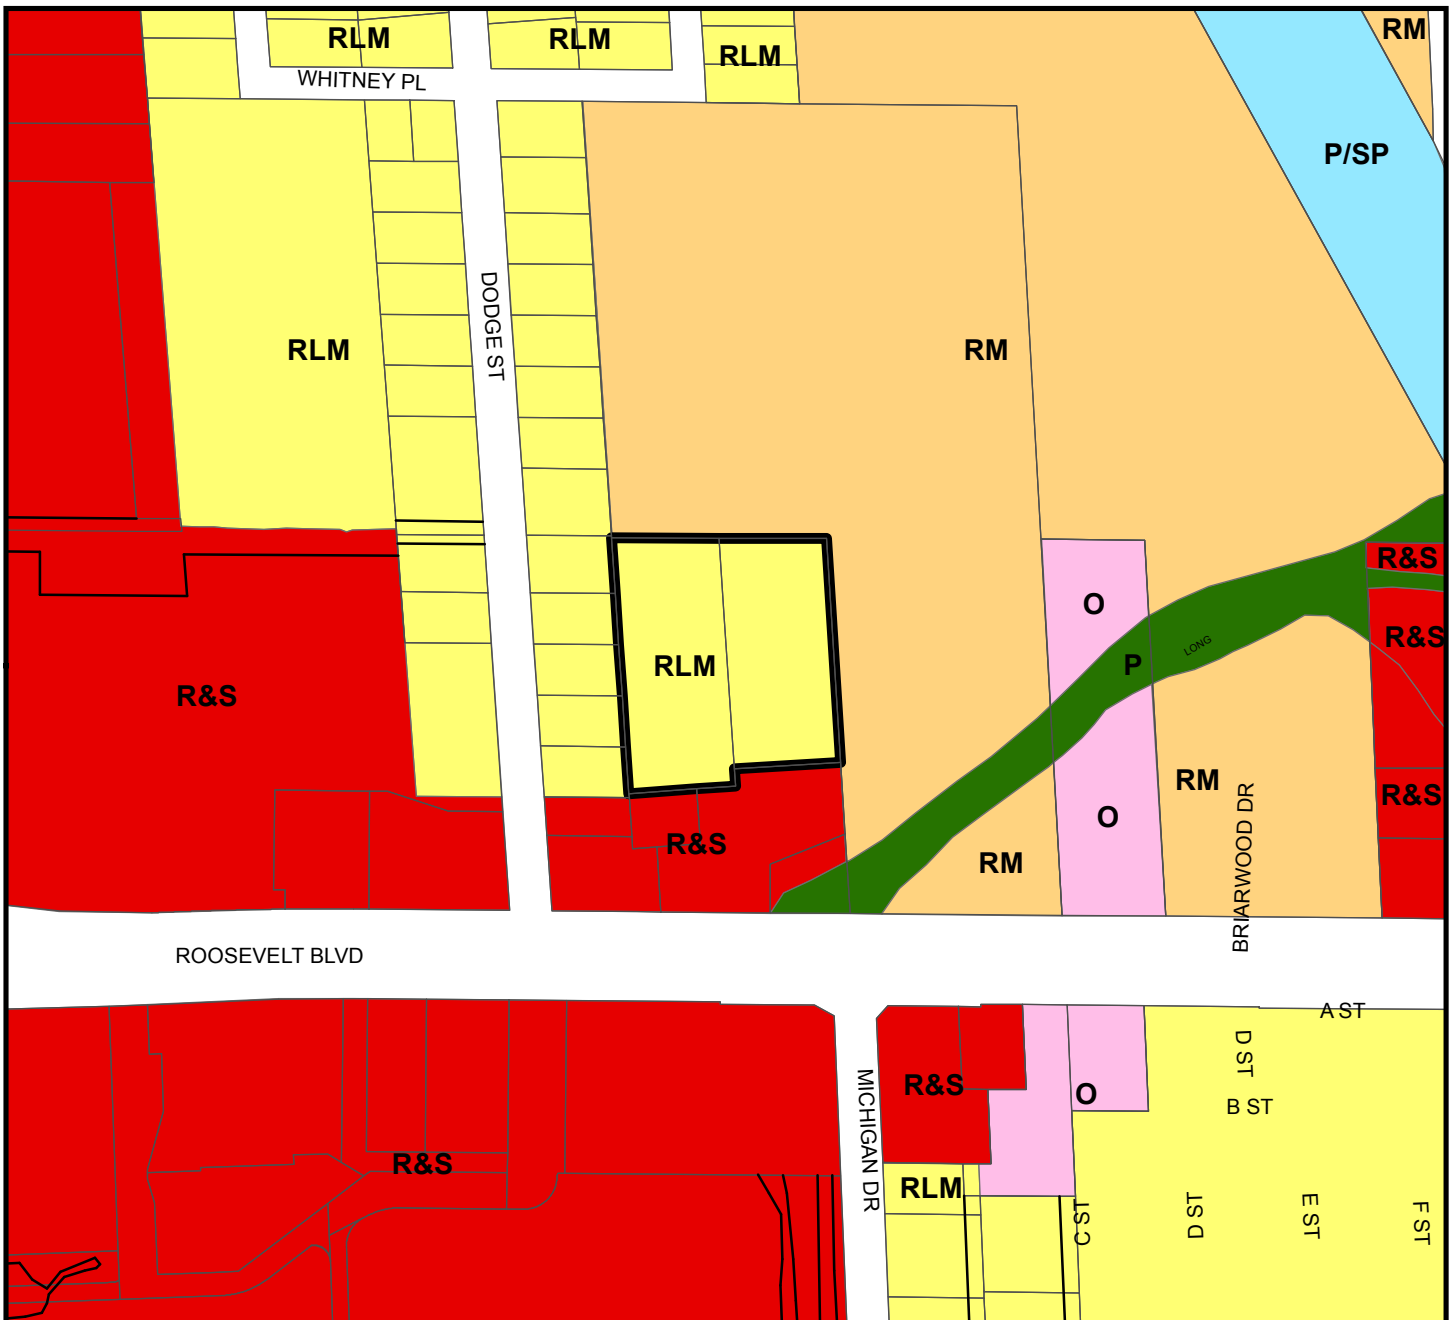 RM
RLM
RLM
RLM
WHITNEY PL
P/SP
DODGE ST
RLM
RM
R&S
O
R&S
LONG
P
RLM
R&S
RM
R&S
O
BRIARWOOD DR
R&S
RM
ROOSEVELT BLVD
A ST
D ST
R&S
O
B ST
MICHIGAN DR
R&S
RLM
C ST
D ST
E ST
F ST